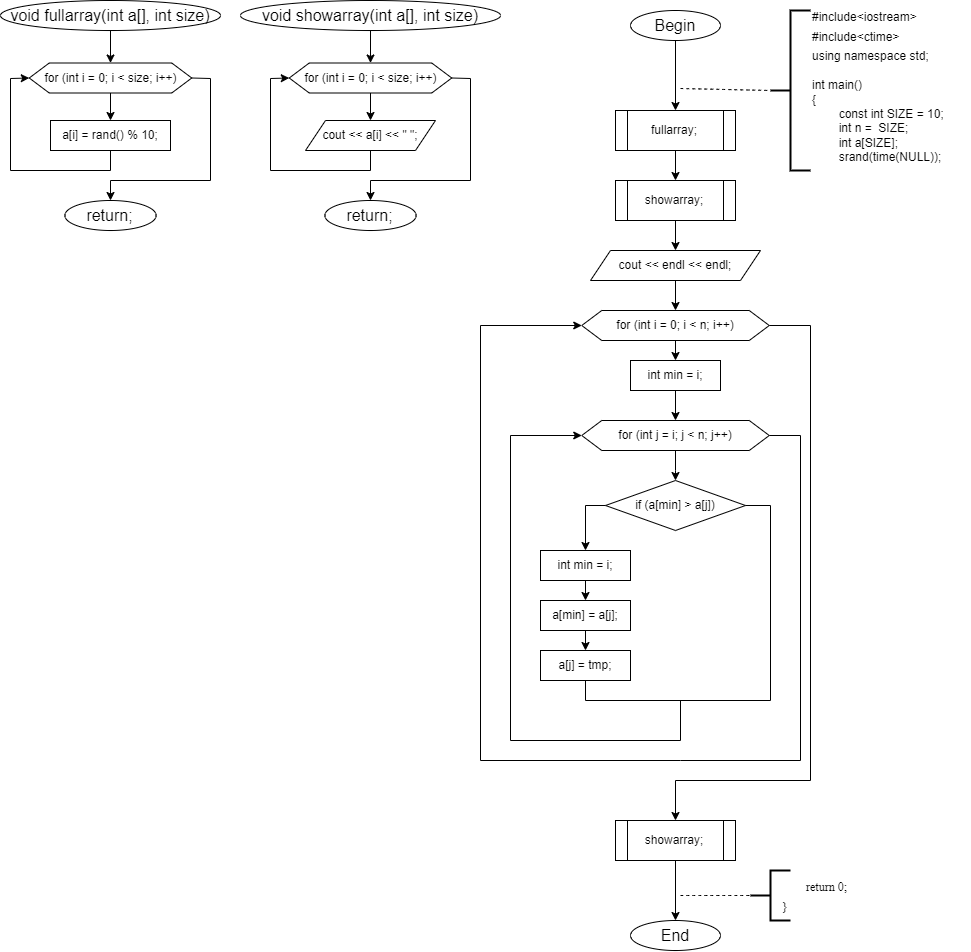 void fullarray(int a[], int size)
for (int i = 0; i < size; i++)
a[i] = rand() % 10;
return;
void showarray(int a[], int size)
for (int i = 0; i < size; i++)
cout << a[i] << " ";
return;
Begin
#include<iostream>
#include<ctime>
using namespace std;
int main()
{
const int SIZE = 10;
int n =  SIZE;
int a[SIZE];
srand(time(NULL));
fullarray;
showarray;
cout << endl << endl;
for (int i = 0; i < n; i++)
int min = i;
for (int j = i; j < n; j++)
if (a[min] > a[j])
int min = i;
a[min] = a[j];
a[j] = tmp;
showarray;
return 0;
}
End